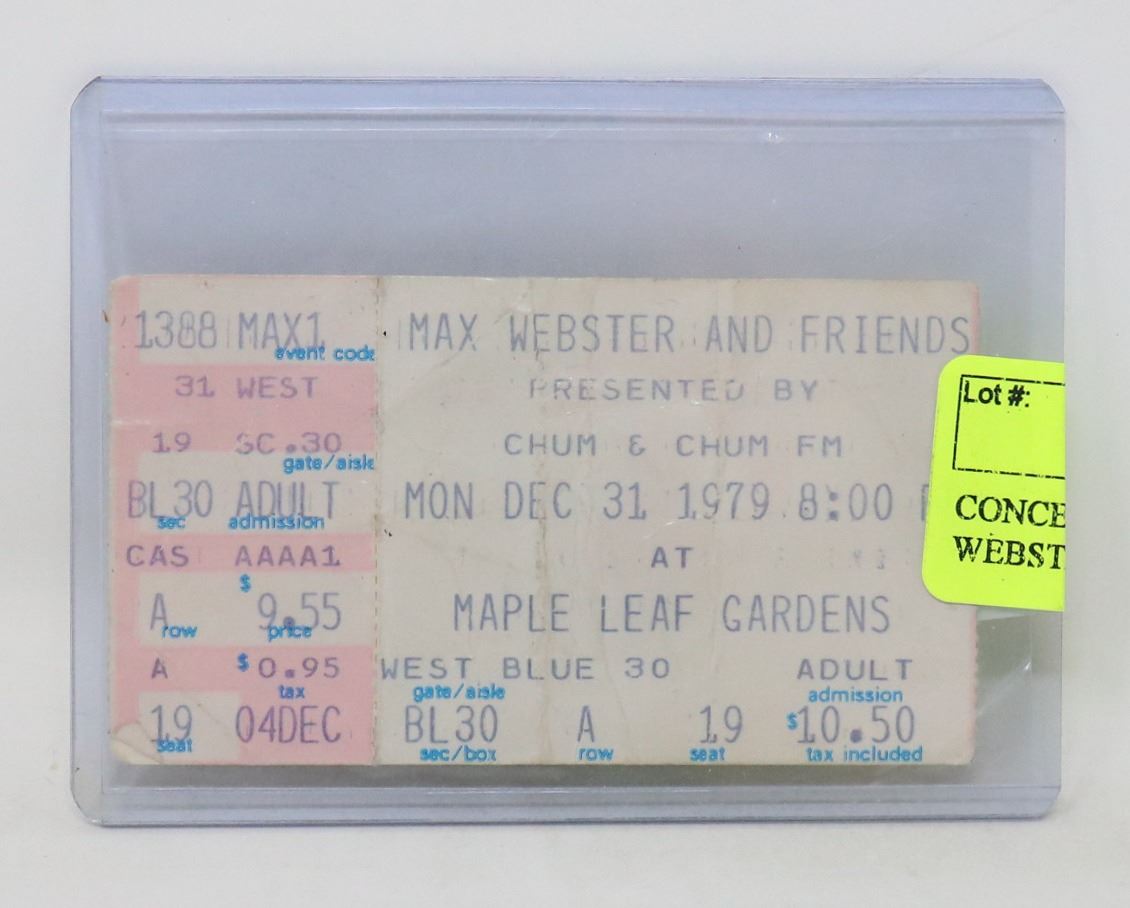 1388 MAX1
event code
31 WEST
19 SC.30
gate/aisle
BL30 ADULT
sec admission
CAS AAAA1
$
A 9.55
row price
A $0.95
tax
19 04DEC
seat
MAX WEBSTER AND FRIENDS
PRESENTED BY
CHUM & CHUM FM
MON DEC 31 1979 8:00
AT
MAPLE LEAF GARDENS
WEST BLUE 30 ADULT
gate/aisle admission
BL30 A 19 $10.50
sec/box row seat tax included
Lot #:
CONCE
WEBST